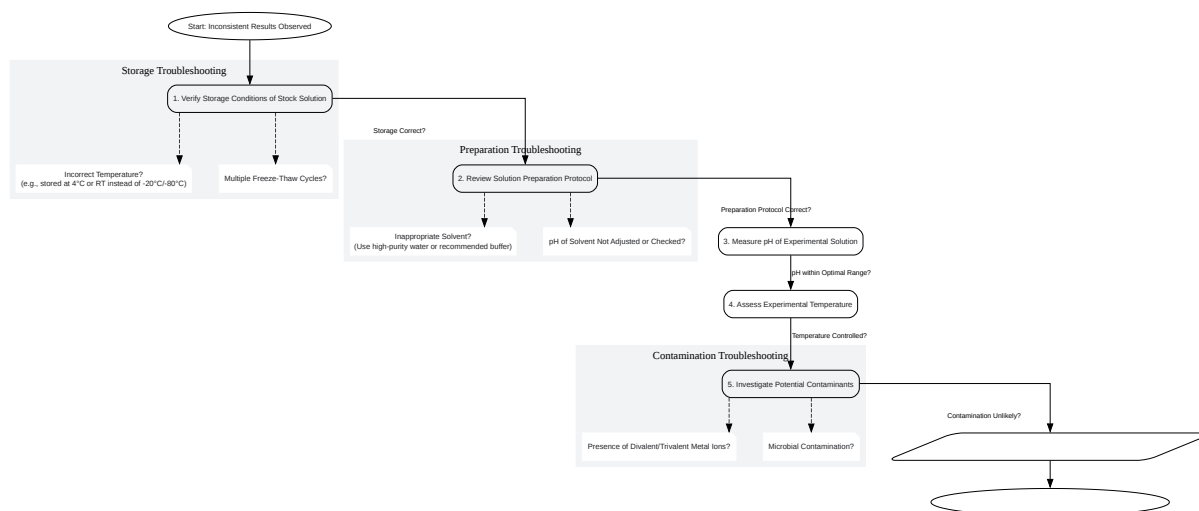 Start: Inconsistent Results Observed
Storage Troubleshooting
1. Verify Storage Conditions of Stock Solution
Storage Correct?
Incorrect Temperature?
(e.g., stored at 4°C or RT instead of -20°C/-80°C)
Multiple Freeze-Thaw Cycles?
Preparation Troubleshooting
2. Review Solution Preparation Protocol
Preparation Protocol Correct?
Inappropriate Solvent?
(Use high-purity water or recommended buffer)
pH of Solvent Not Adjusted or Checked?
3. Measure pH of Experimental Solution
pH within Optimal Range?
4. Assess Experimental Temperature
Temperature Controlled?
Contamination Troubleshooting
5. Investigate Potential Contaminants
Contamination Unlikely?
Presence of Divalent/Trivalent Metal Ions?
Microbial Contamination?